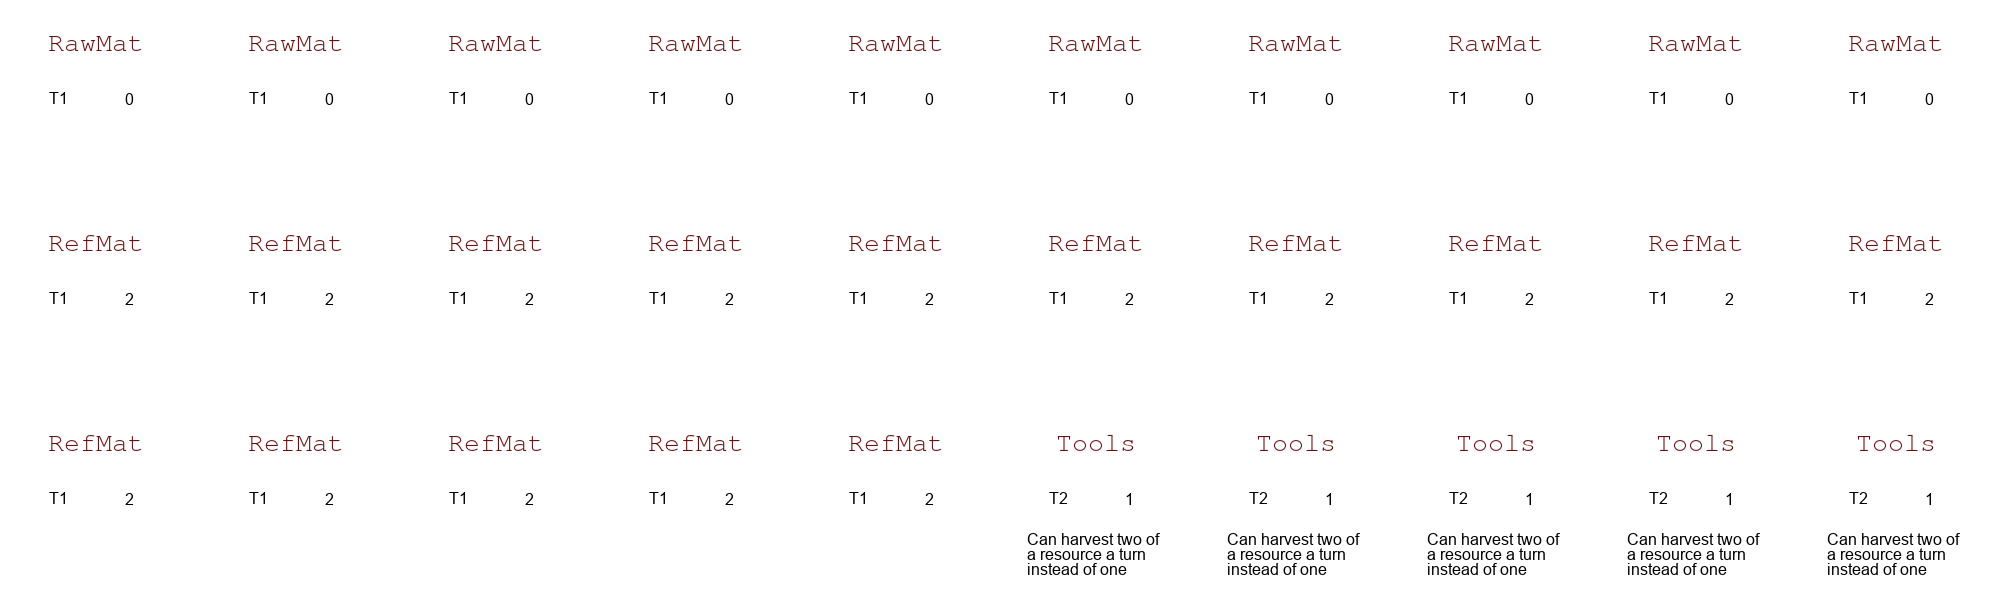 RawMat RawMat RawMat RawMat RawMat RawMat RawMat RawMat RawMat RawMat
T1 0 T1 0 T1 0 T1 0 T1 0 T1 0 T1 0 T1 0 T1 0 T1 0
RefMat RefMat RefMat RefMat RefMat RefMat RefMat RefMat RefMat RefMat
T1 2 T1 2 T1 2 T1 2 T1 2 T1 2 T1 2 T1 2 T1 2 T1 2
RefMat RefMat RefMat RefMat RefMat Tools Tools Tools Tools Tools
T1 2 T1 2 T1 2 T1 2 T1 2 T2 1 T2 1 T2 1 T2 1 T2 1
Can harvest two of Can harvest two of Can harvest two of Can harvest two of Can harvest two of
a resource a turn a resource a turn a resource a turn a resource a turn a resource a turn
instead of one instead of one instead of one instead of one instead of one